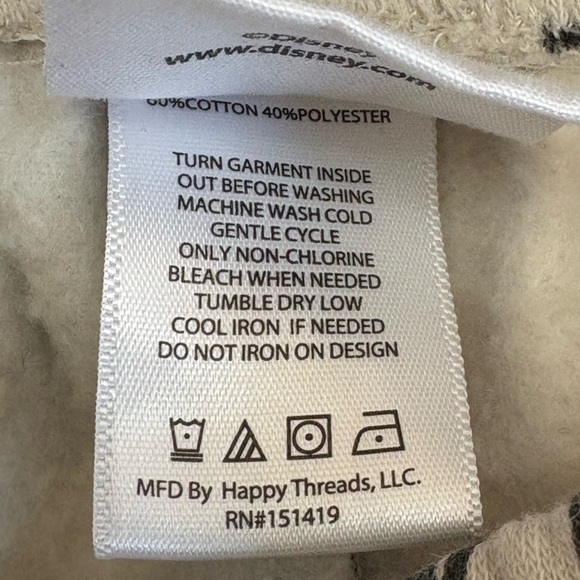 ©Disney
www.disney.com
60%COTTON 40%POLYESTER
TURN GARMENT INSIDE
OUT BEFORE WASHING
MACHINE WASH COLD
GENTLE CYCLE
ONLY NON-CHLORINE
BLEACH WHEN NEEDED
TUMBLE DRY LOW
COOL IRON IF NEEDED
DO NOT IRON ON DESIGN
MFD By Happy Threads, LLC.
RN#151419